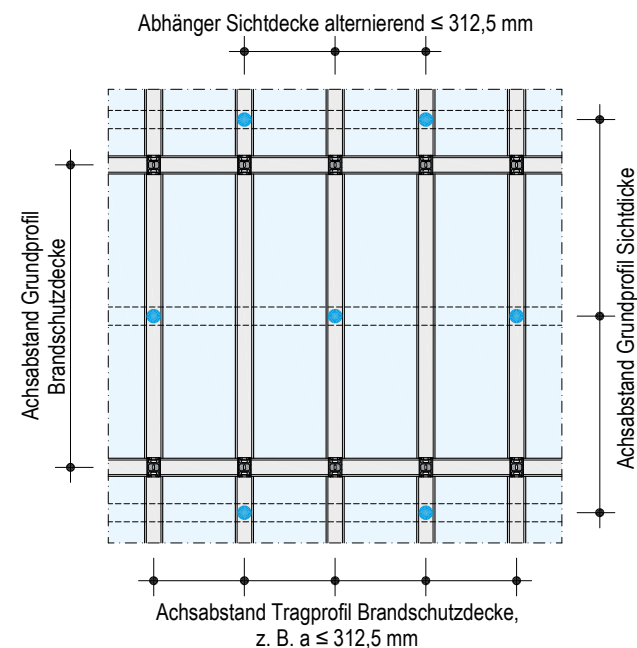 Abhänger Sichtdecke alternierend ≤ 312,5 mm
Achsabstand Grundprofil
Brandschutzdecke
Achsabstand Grundprofil Sichtdicke
Achsabstand Tragprofil Brandschutzdecke,
z. B. a ≤ 312,5 mm